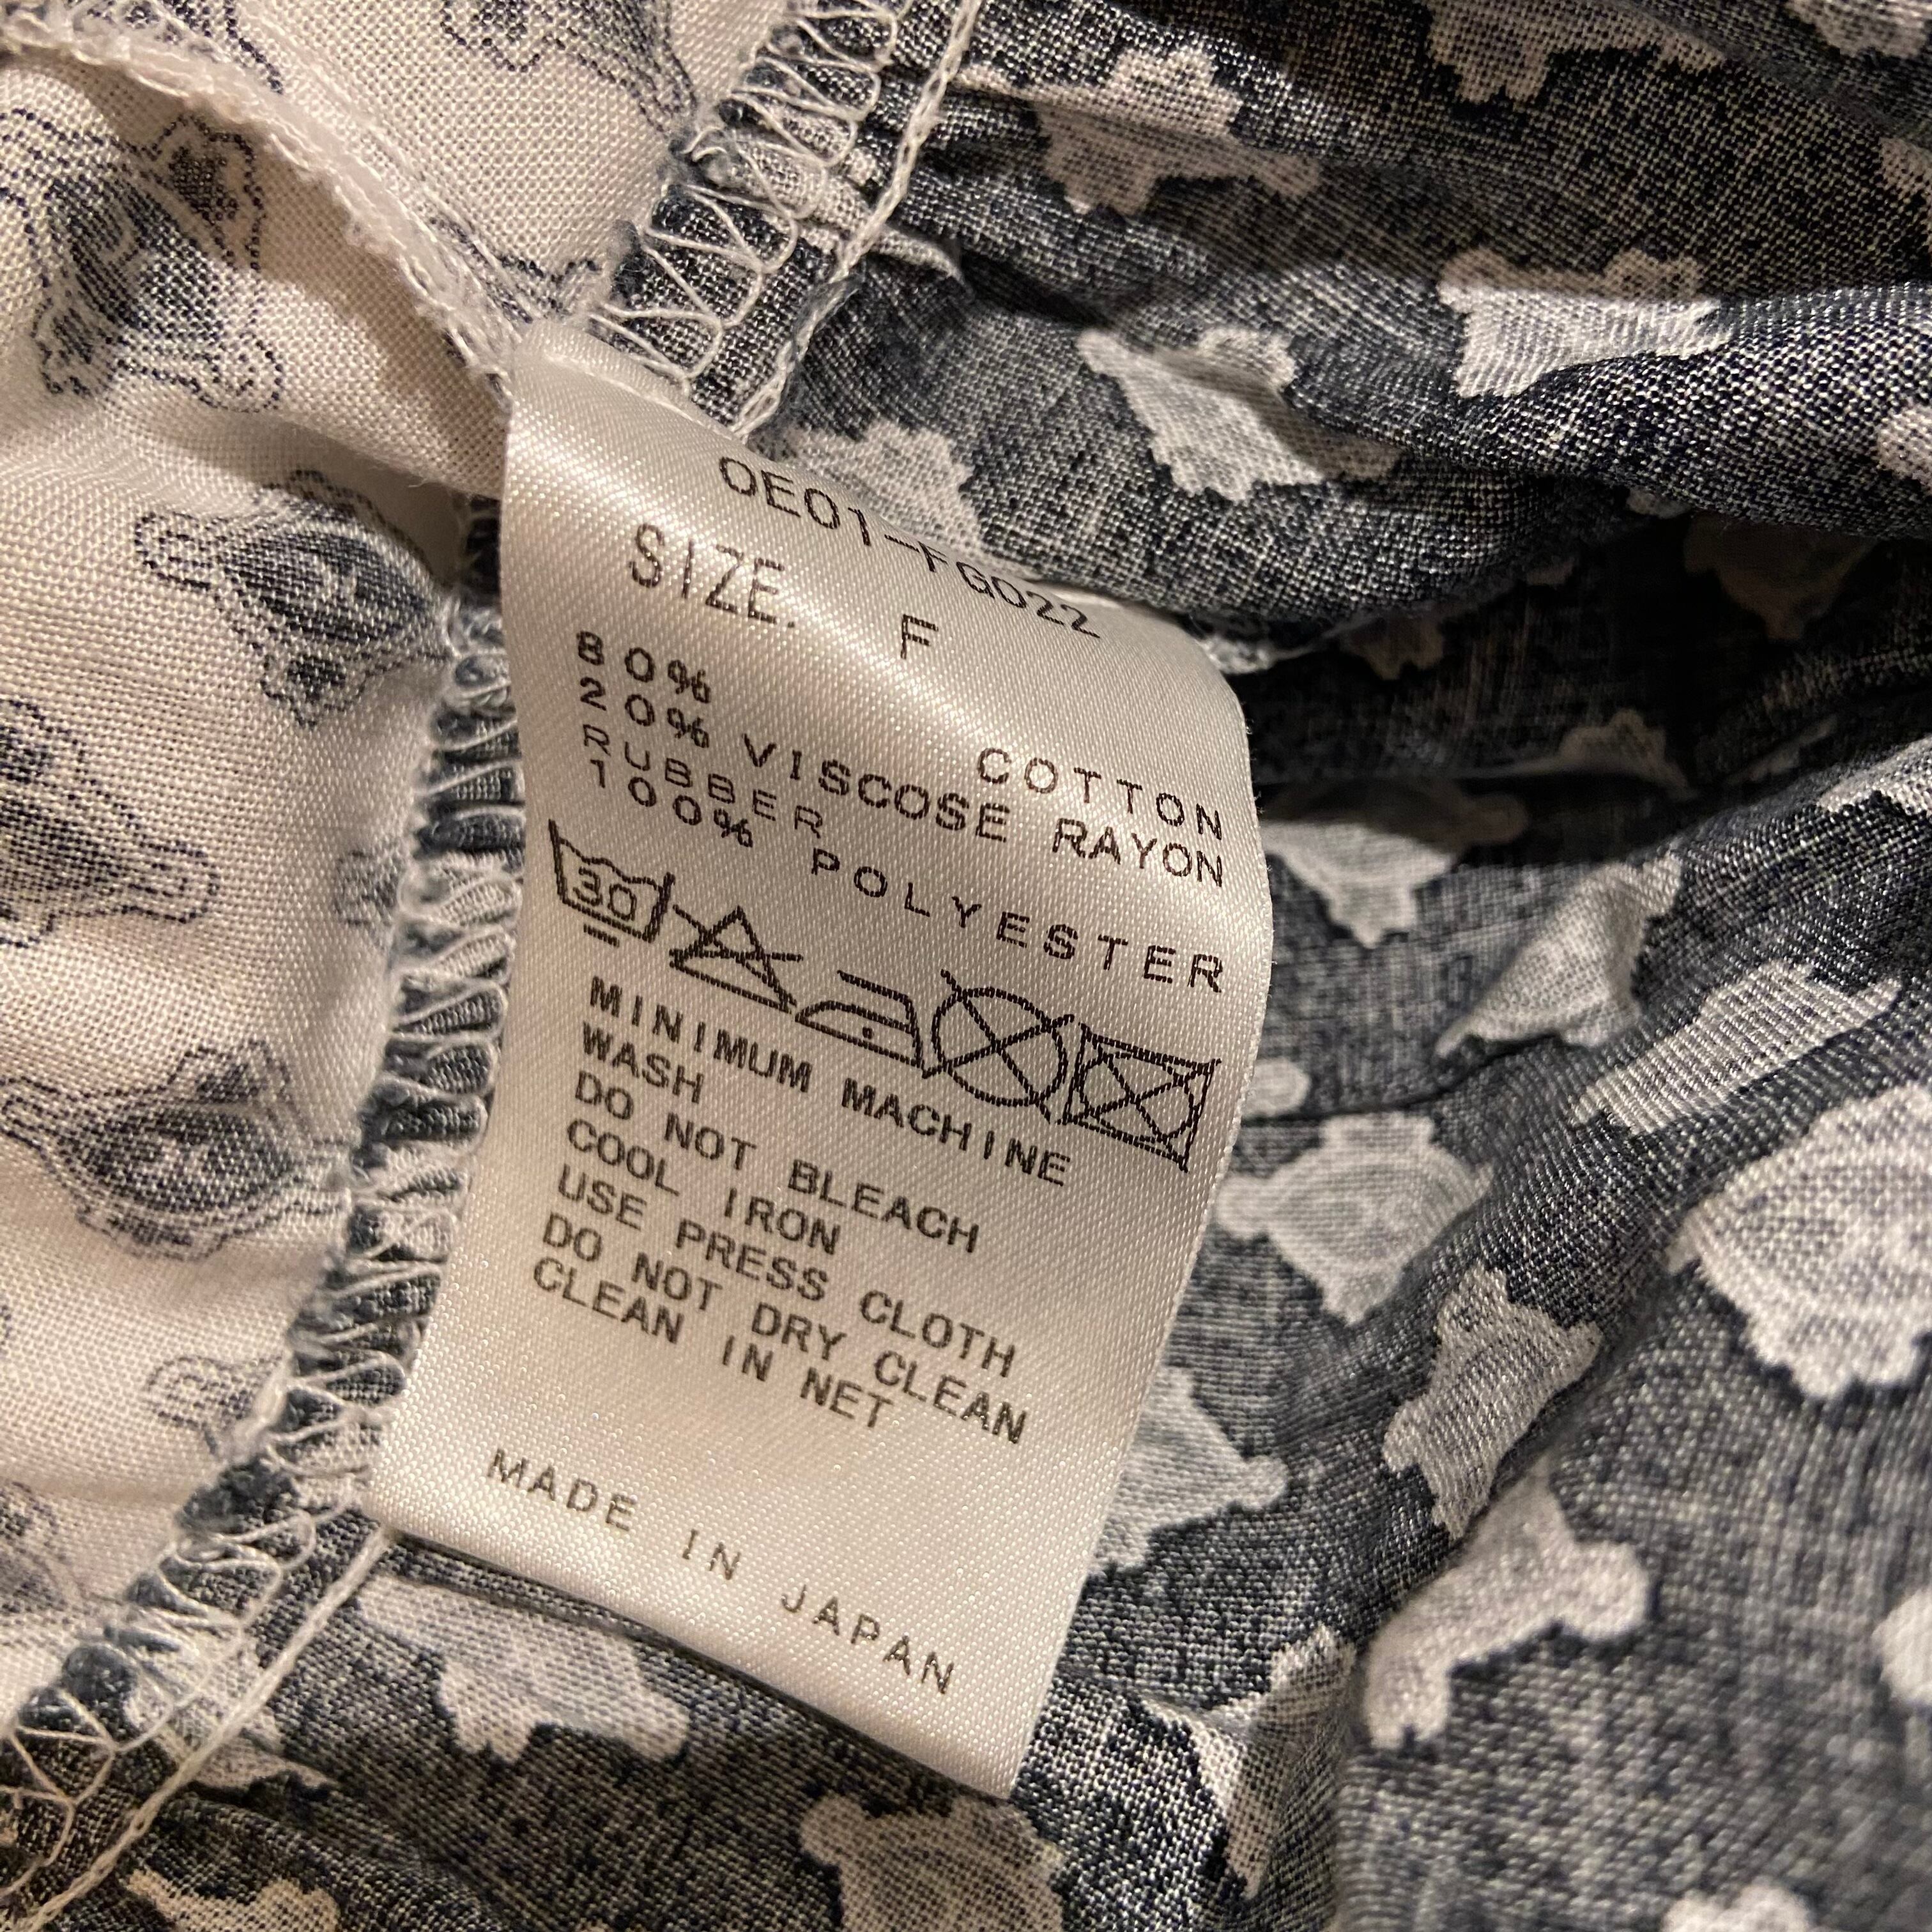 OE01-FG022
SIZE. F
80% COTTON
20% VISCOSE RAYON
RUBBER
100% POLYESTER
30
MINIMUM MACHINE
WASH
DO NOT BLEACH
COOL IRON
USE PRESS CLOTH
DO NOT DRY CLEAN
CLEAN IN NET
MADE IN JAPAN